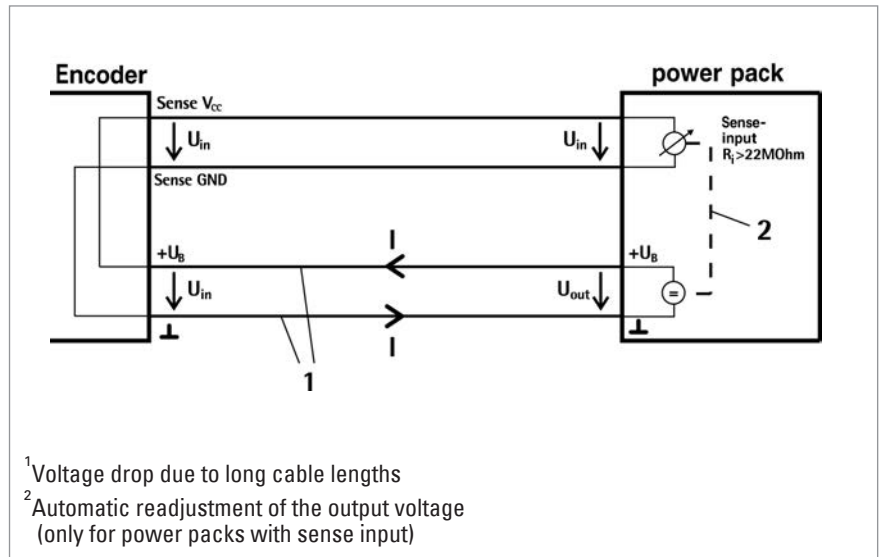 Encoder
power pack
Sense Vcc
Uin
Uin
Sense-
input
Ri>22MOhm
Sense GND
2
I
+UB
+UB
Uin
Uout
=
⊥
⊥
I
1
1Voltage drop due to long cable lengths
2Automatic readjustment of the output voltage
(only for power packs with sense input)